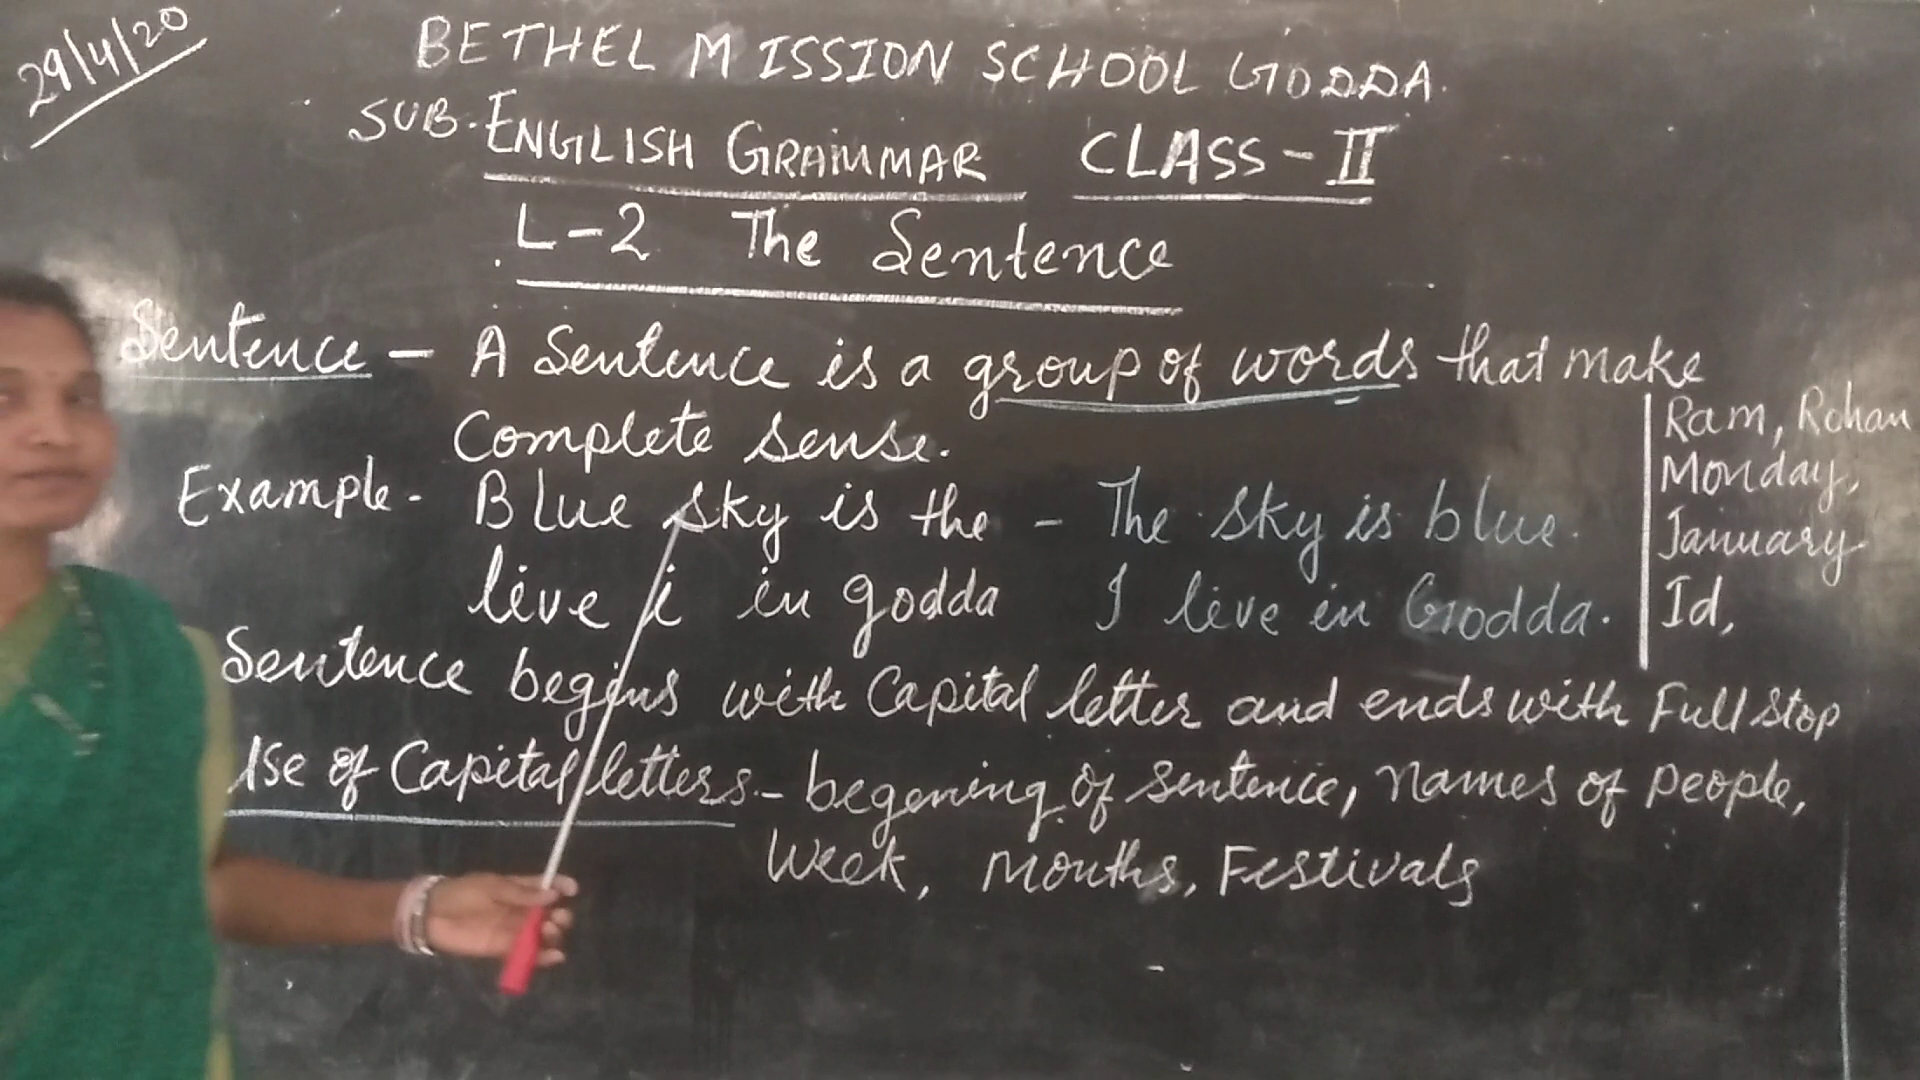 29/4/20
BETHEL MISSION SCHOOL GODDA.
SUB. ENGLISH GRAMMAR CLASS - II
L-2 The Sentence
Sentence - A Sentence is a group of words that make
Complete sense.
Example - Blue sky is the - The sky is blue.
live i in godda I live in Godda.
Ram, Rohan
Monday,
January
Id,
Sentence begins with Capital letter and ends with Full stop
Use of Capital letters - begening of sentence, names of people,
Week, Months, Festivals